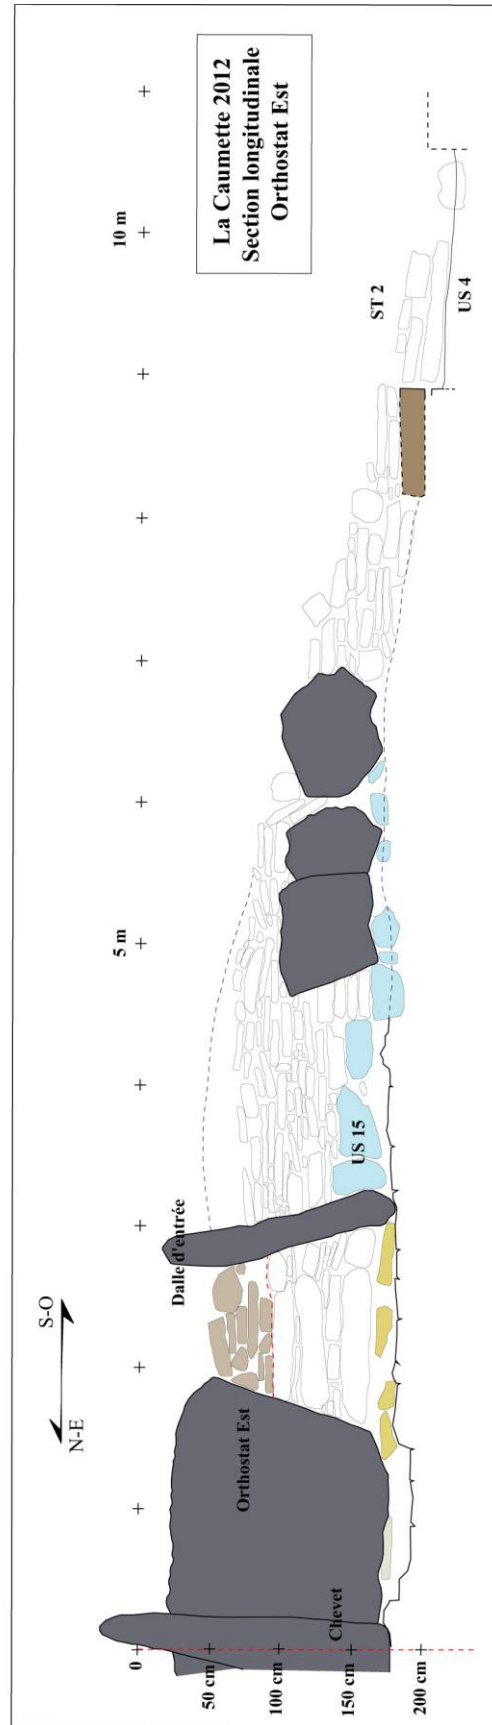 La Caumette 2012
Section longitudinale
Orthostat Est
N-E
S-O
5 m
10 m
0
50 cm
100 cm
150 cm
200 cm
Chevet
Orthostat Est
Dalle d'entrée
US 15
ST 2
US 4